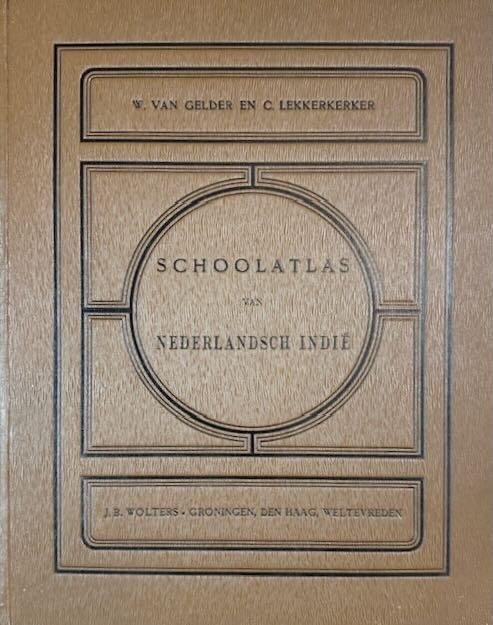 W. VAN GELDER EN C. LEKKERKERKER
SCHOOLATLAS
VAN
NEDERLANDSCH INDIË
J. B. WOLTERS • GRONINGEN, DEN HAAG, WELTEVREDEN